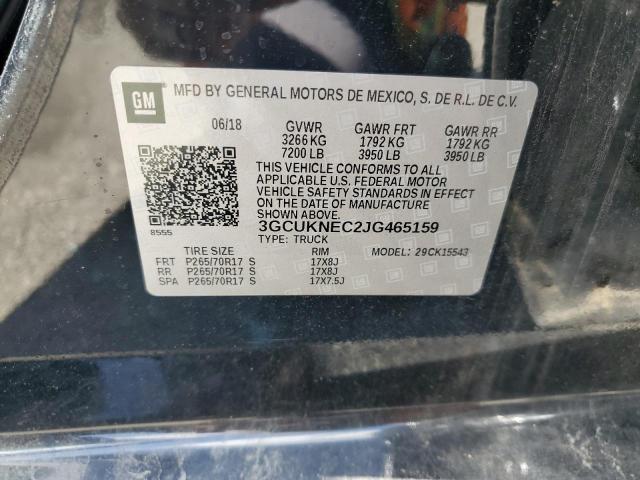 GM MFD BY GENERAL MOTORS DE MEXICO, S. DE R.L. DE C.V.
06/18 GVWR GAWR FRT GAWR RR
3266 KG 1792 KG 1792 KG
7200 LB 3950 LB 3950 LB
THIS VEHICLE CONFORMS TO ALL
APPLICABLE U.S. FEDERAL MOTOR
VEHICLE SAFETY STANDARDS IN EFFECT
ON THE DATE OF MANUFACTURE
SHOWN ABOVE.
3GCUKNEC2JG465159
8555
TYPE: TRUCK MODEL: 29CK15543
TIRE SIZE RIM
FRT P265/70R17 S 17X8J
RR P265/70R17 S 17X8J
SPA P265/70R17 S 17X7.5J